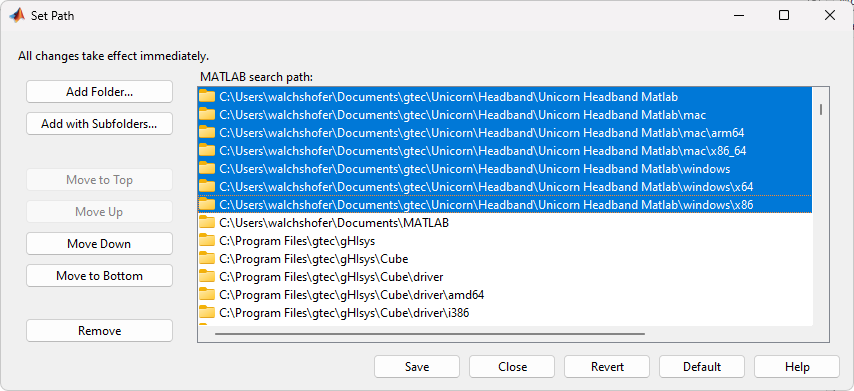 Set Path
All changes take effect immediately.
MATLAB search path:
Add Folder...
Add with Subfolders...
Move to Top
Move Up
Move Down
Move to Bottom
Remove
C:\Users\walchshofer\Documents\gtec\Unicorn\Headband\Unicorn Headband Matlab
C:\Users\walchshofer\Documents\gtec\Unicorn\Headband\Unicorn Headband Matlab\mac
C:\Users\walchshofer\Documents\gtec\Unicorn\Headband\Unicorn Headband Matlab\mac\arm64
C:\Users\walchshofer\Documents\gtec\Unicorn\Headband\Unicorn Headband Matlab\mac\x86_64
C:\Users\walchshofer\Documents\gtec\Unicorn\Headband\Unicorn Headband Matlab\windows
C:\Users\walchshofer\Documents\gtec\Unicorn\Headband\Unicorn Headband Matlab\windows\x64
C:\Users\walchshofer\Documents\gtec\Unicorn\Headband\Unicorn Headband Matlab\windows\x86
C:\Users\walchshofer\Documents\MATLAB
C:\Program Files\gtec\gHIsys
C:\Program Files\gtec\gHIsys\Cube
C:\Program Files\gtec\gHIsys\Cube\driver
C:\Program Files\gtec\gHIsys\Cube\driver\amd64
C:\Program Files\gtec\gHIsys\Cube\driver\i386
Save
Close
Revert
Default
Help